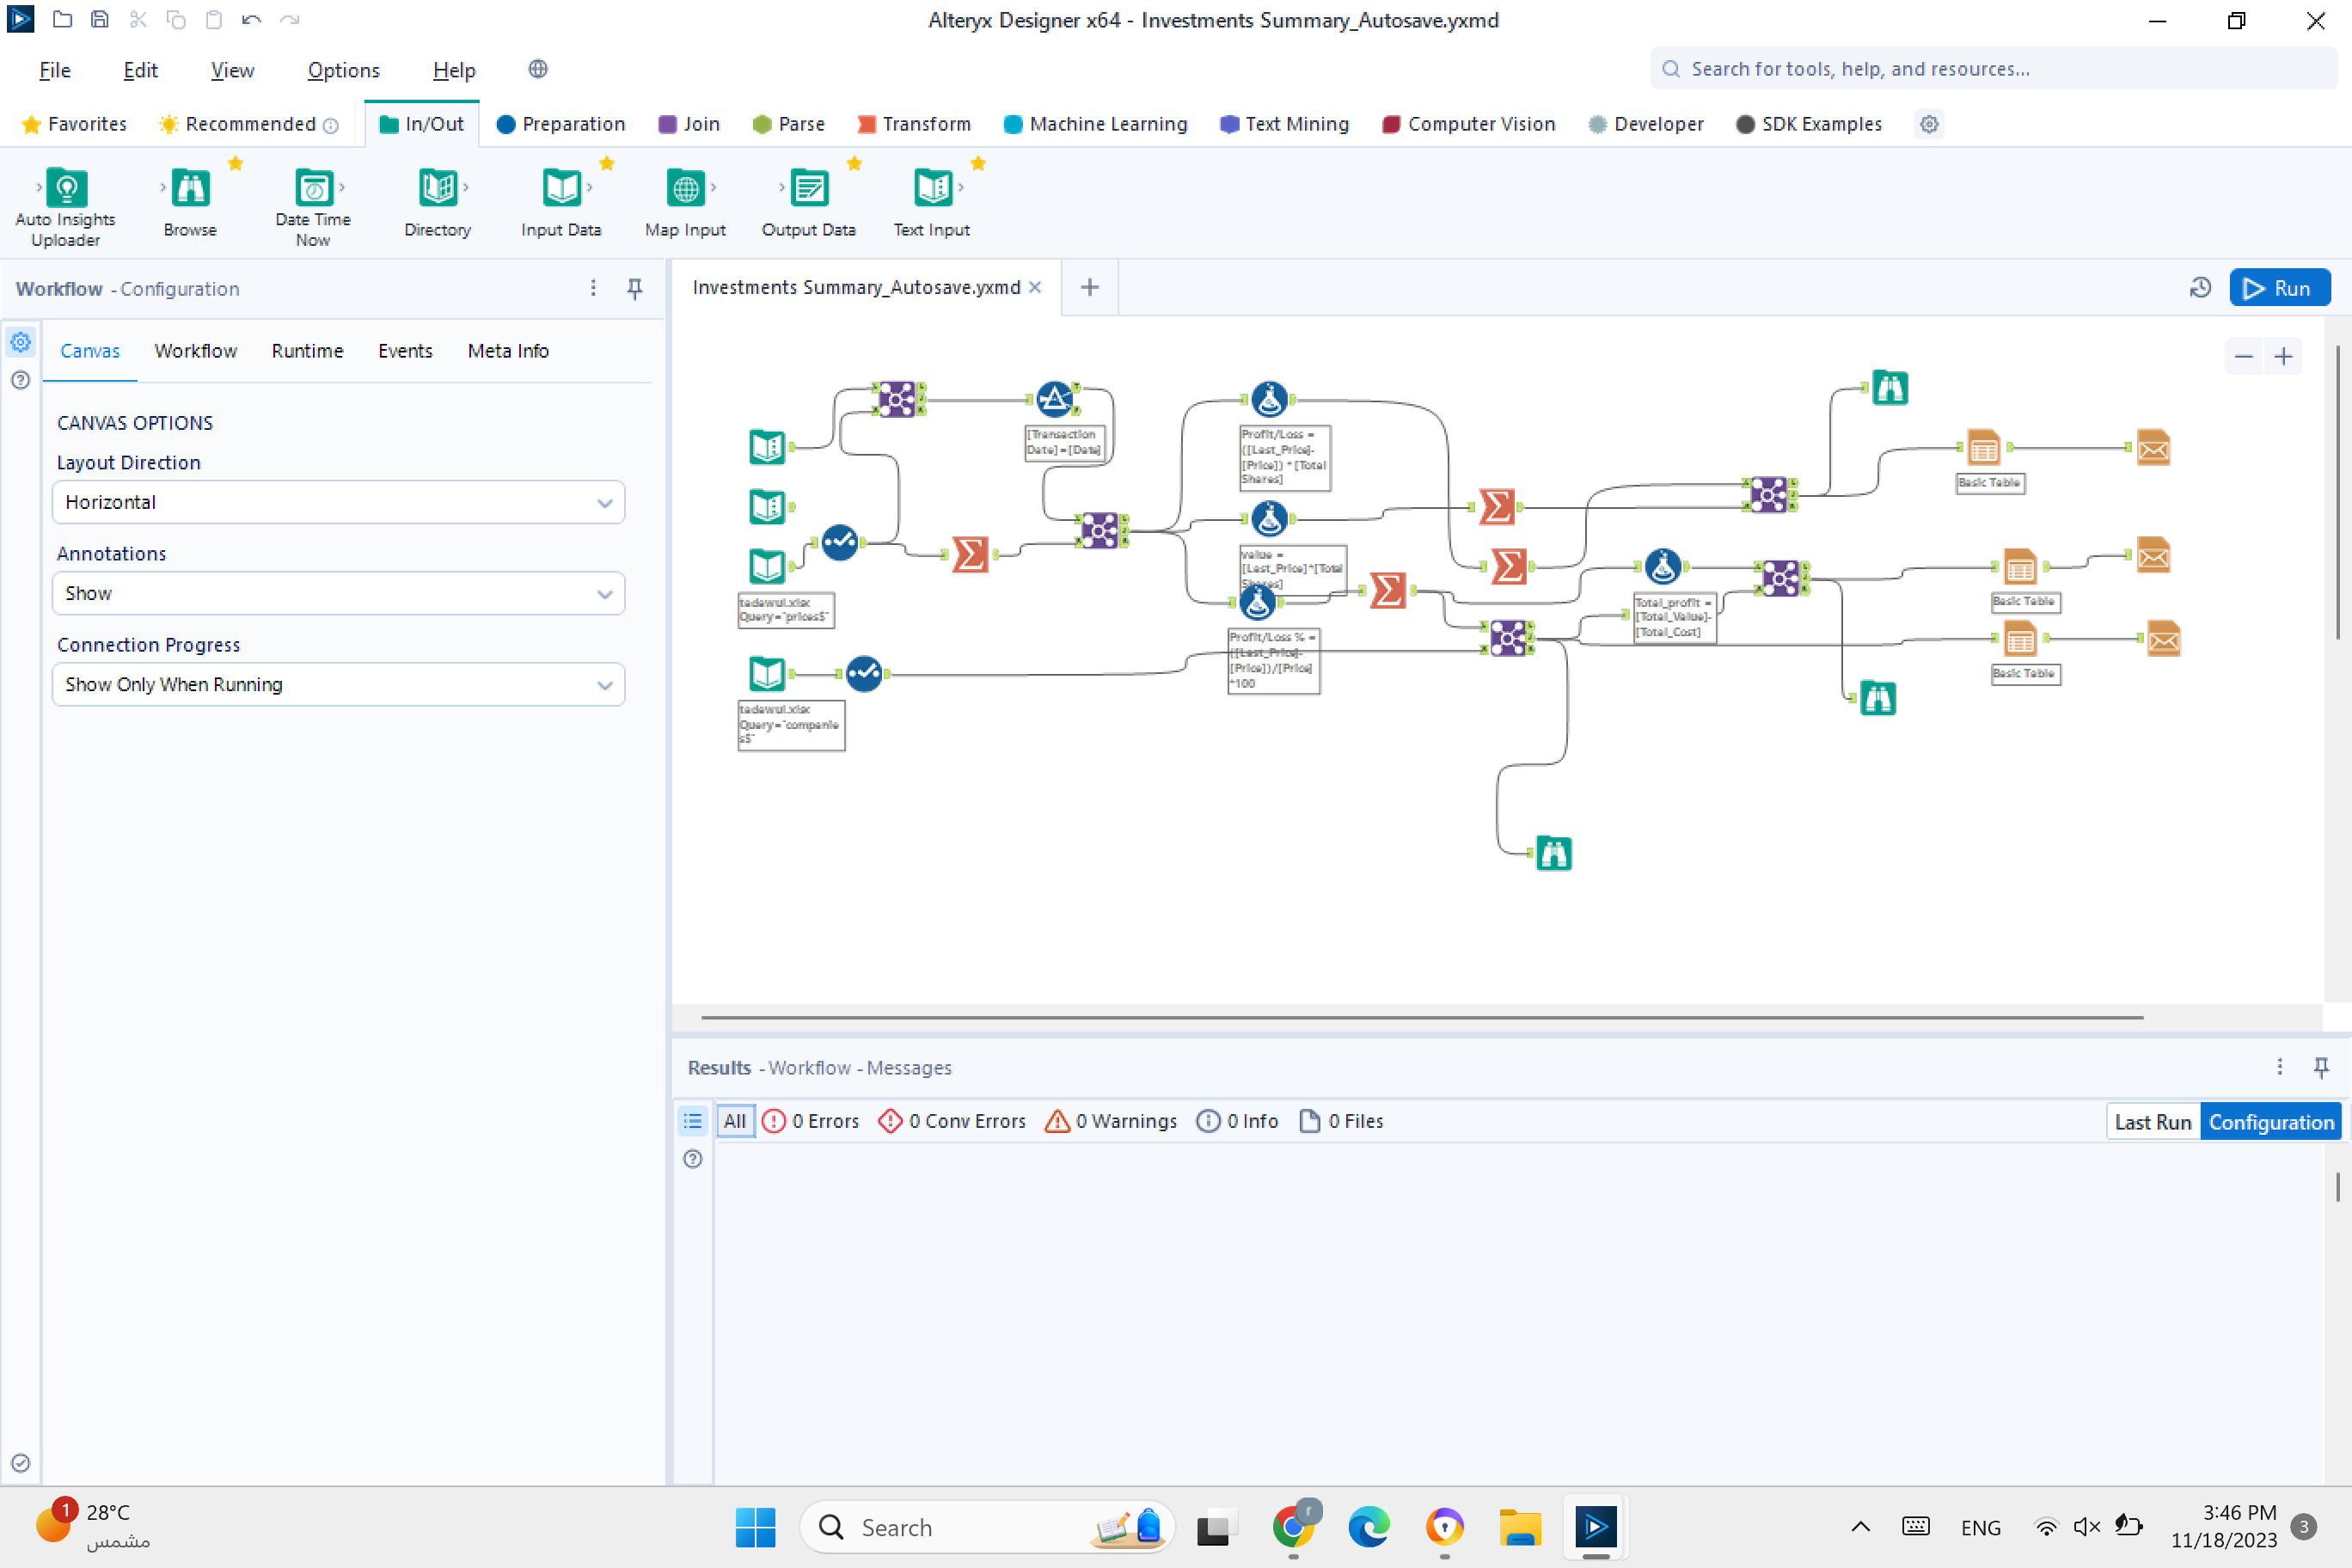 Alteryx Designer x64 - Investments Summary_Autosave.yxmd
File Edit View Options Help
Search for tools, help, and resources...
Favorites Recommended In/Out Preparation Join Parse Transform Machine Learning Text Mining Computer Vision Developer SDK Examples
Auto Insights Uploader
Browse
Date Time Now
Directory
Input Data
Map Input
Output Data
Text Input
Workflow - Configuration
Investments Summary_Autosave.yxmd
Run
Canvas Workflow Runtime Events Meta Info
CANVAS OPTIONS
Layout Direction
Horizontal
Annotations
Show
Connection Progress
Show Only When Running
[Transaction
Date]=[Date]
Profit/Loss =
([Last_Price]-
[Price]) * [Total
Shares]
value =
[Last_Price]*[Total
Shares]
Profit/Loss % =
([Last_Price]-
[Price])/[Price]
*100
tadawul.xlsx
Query=`prices$`
tadawul.xlsx
Query=`companie
s$`
Total_profit =
[Total_Value]-
[Total_Cost]
Basic Table
Basic Table
Basic Table
Results - Workflow - Messages
All 0 Errors 0 Conv Errors 0 Warnings 0 Info 0 Files
Last Run Configuration
1
28°C
مشمس
Search
r
ENG
3:46 PM
11/18/2023
3